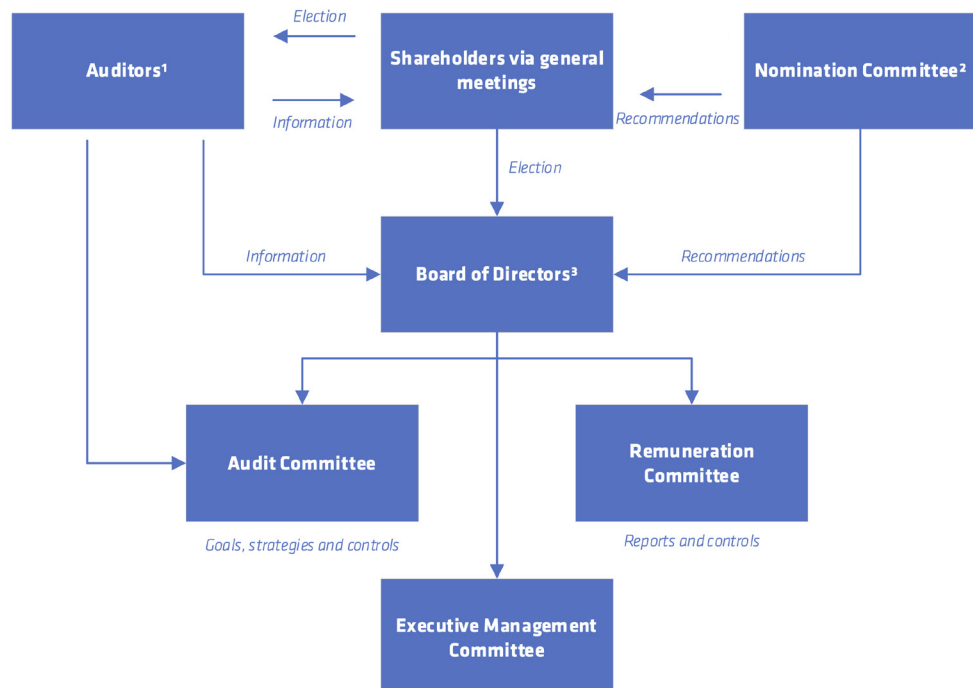 Election
Auditors¹
Shareholders via general
meetings
Nomination Committee²
Information
Recommendations
Election
Information
Board of Directors³
Recommendations
Audit Committee
Remuneration
Committee
Goals, strategies and controls
Reports and controls
Executive Management
Committee